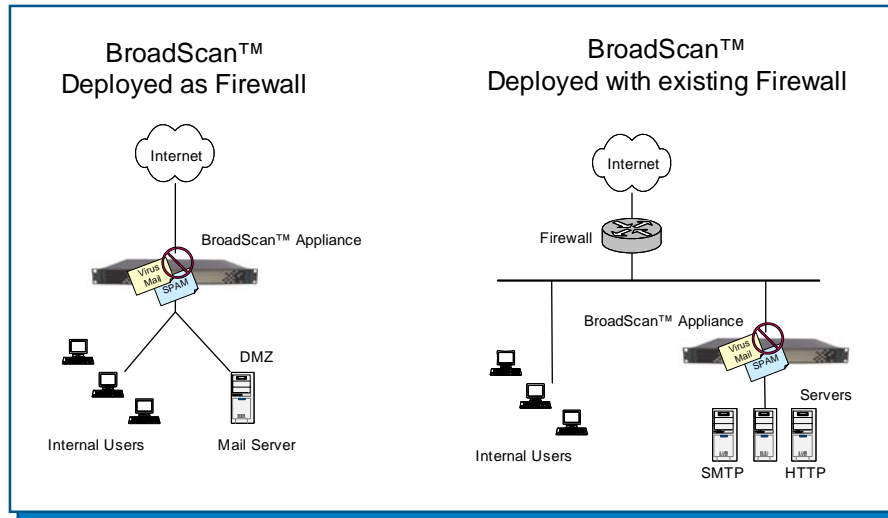 BroadScan™
Deployed as Firewall
Internet
BroadScan™ Appliance
Virus
Mail
SPAM
DMZ
Internal Users
Mail Server
BroadScan™
Deployed with existing Firewall
Internet
Firewall
BroadScan™ Appliance
Virus
Mail
SPAM
Servers
Internal Users
SMTP
HTTP